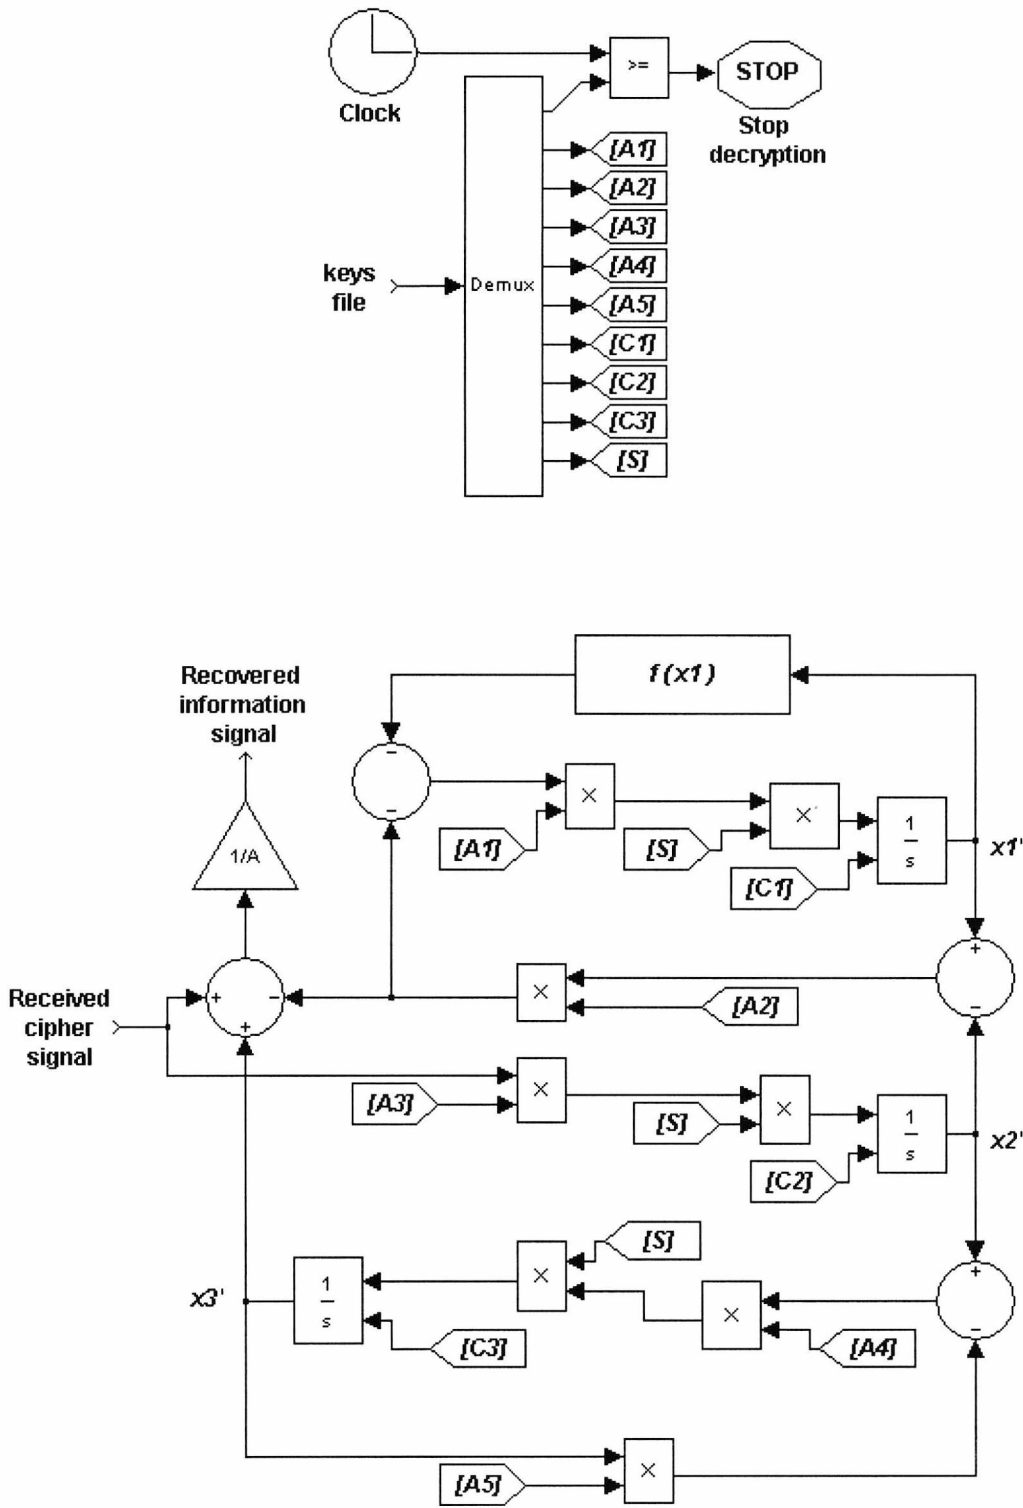 Clock
>=
STOP
Stop
decryption
[A1]
[A2]
[A3]
[A4]
[A5]
[C1]
[C2]
[C3]
[S]
keys
file
Demux
Recovered
information
signal
f(x1)
-
-
×
×
[A1]
[S]
[C1]
1
s
x1'
1/A
+
-
+
Received
cipher
signal
×
[A2]
+
-
[A3]
×
[S]
×
[C2]
1
s
x2'
[S]
×
x3'
1
s
[C3]
×
[A4]
+
-
[A5]
×